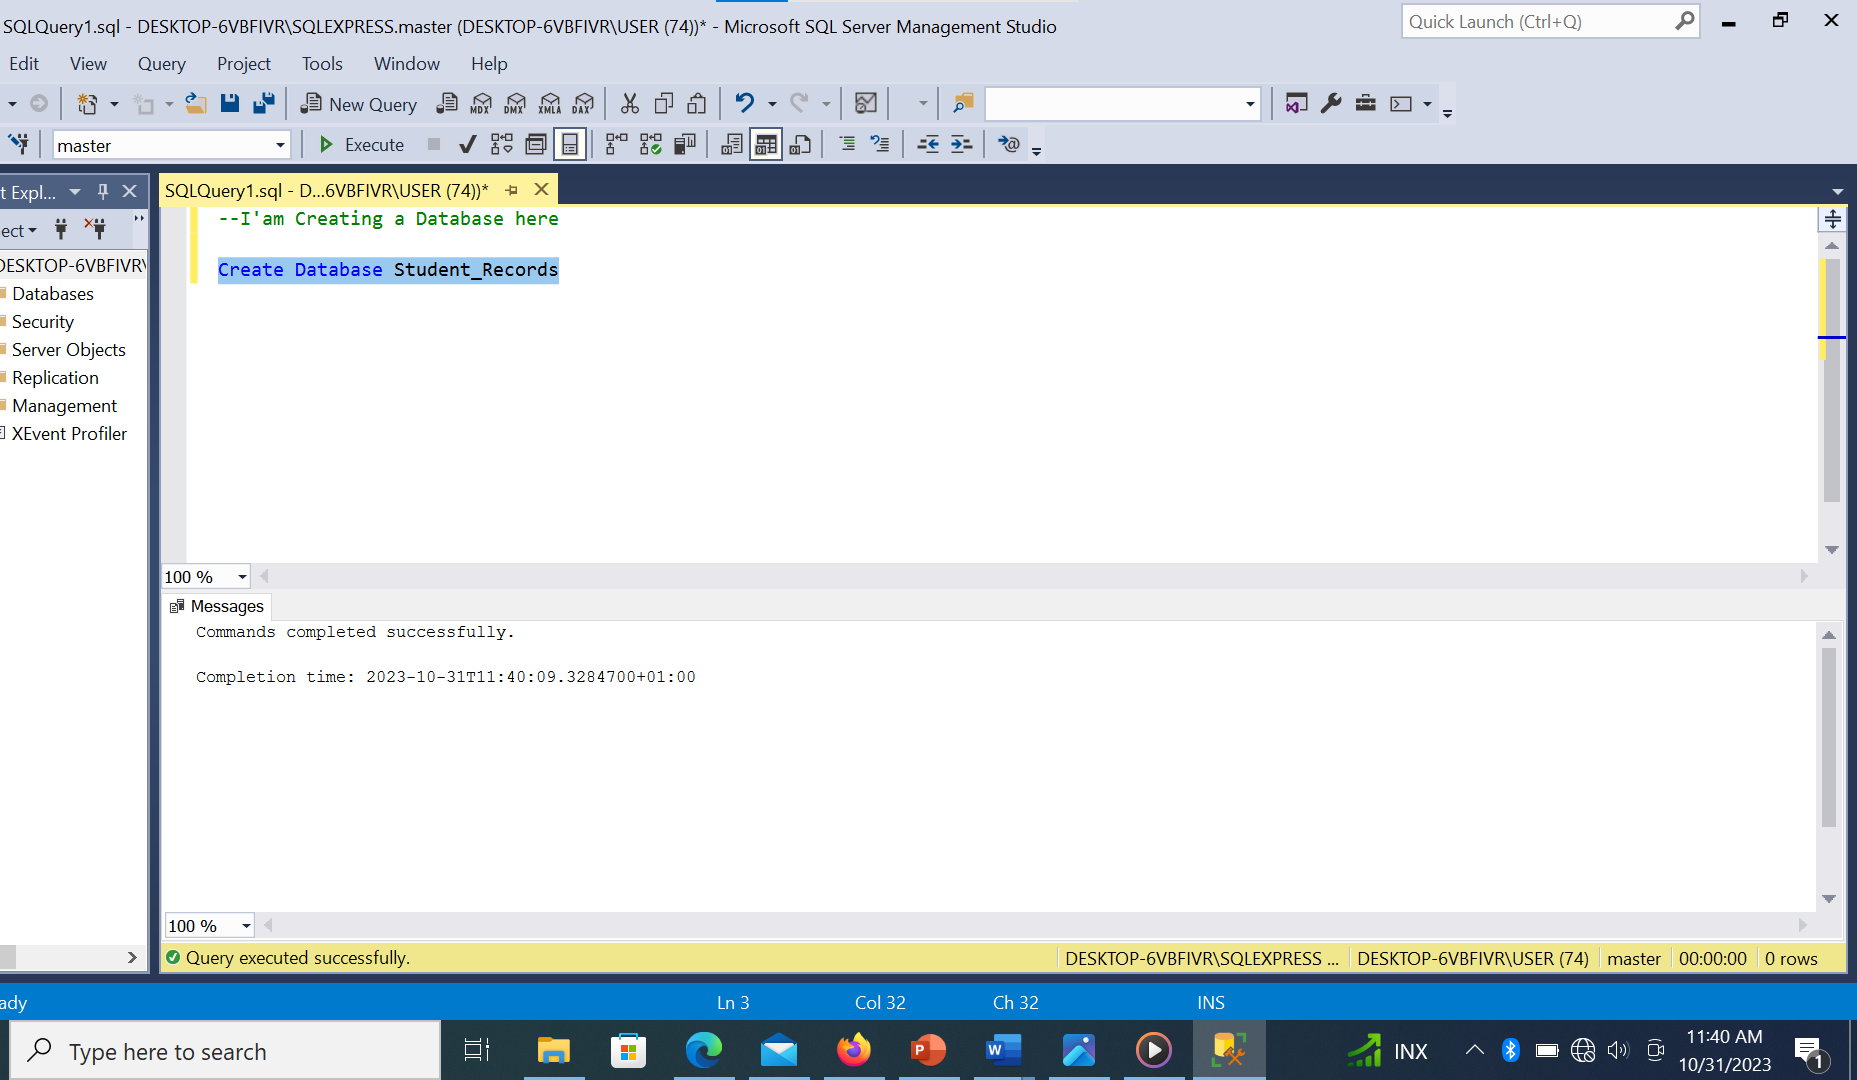 SQLQuery1.sql - DESKTOP-6VBFIVR\SQLEXPRESS.master (DESKTOP-6VBFIVR\USER (74))* - Microsoft SQL Server Management Studio
Quick Launch (Ctrl+Q)
Edit View Query Project Tools Window Help
New Query MDX DMX XMLA DAX
master Execute
t Expl...
SQLQuery1.sql - D...6VBFIVR\USER (74))*
ect
--I'am Creating a Database here
DESKTOP-6VBFIVR\
Create Database Student_Records
Databases
Security
Server Objects
Replication
Management
XEvent Profiler
100 %
Messages
Commands completed successfully.
Completion time: 2023-10-31T11:40:09.3284700+01:00
100 %
Query executed successfully. DESKTOP-6VBFIVR\SQLEXPRESS ... DESKTOP-6VBFIVR\USER (74) master 00:00:00 0 rows
ady Ln 3 Col 32 Ch 32 INS
Type here to search
P
W
INX
11:40 AM
10/31/2023
1